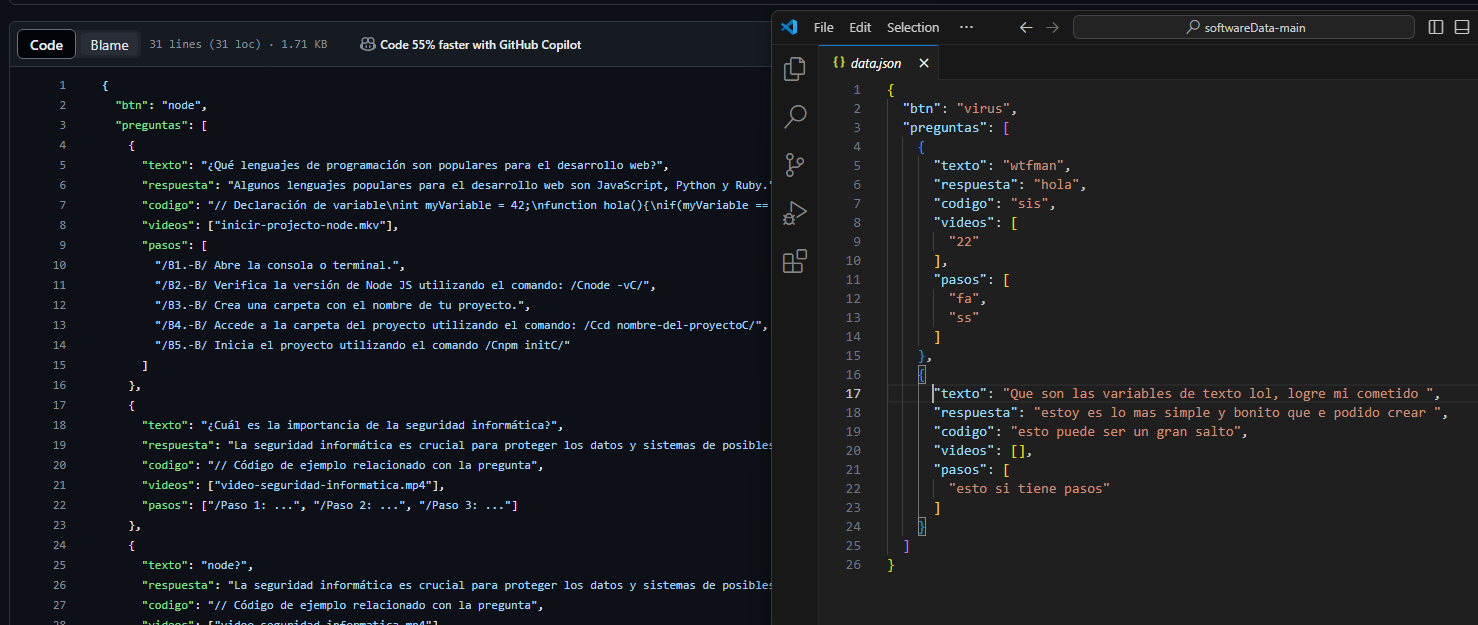 Code Blame 31 lines (31 loc) · 1.71 KB Code 55% faster with GitHub Copilot
1 {
2 "btn": "node",
3 "preguntas": [
4 {
5 "texto": "¿Qué lenguajes de programación son populares para el desarrollo web?",
6 "respuesta": "Algunos lenguajes populares para el desarrollo web son JavaScript, Python y Ruby."
7 "codigo": "// Declaración de variable\nint myVariable = 42;\nfunction hola(){\nif(myVariable ==
8 "videos": ["inicir-projecto-node.mkv"],
9 "pasos": [
10 "/B1.-B/ Abre la consola o terminal.",
11 "/B2.-B/ Verifica la versión de Node JS utilizando el comando: /Cnode -vC/",
12 "/B3.-B/ Crea una carpeta con el nombre de tu proyecto.",
13 "/B4.-B/ Accede a la carpeta del proyecto utilizando el comando: /Ccd nombre-del-proyectoC/",
14 "/B5.-B/ Inicia el proyecto utilizando el comando /Cnpm initC/"
15 ]
16 },
17 {
18 "texto": "¿Cuál es la importancia de la seguridad informática?",
19 "respuesta": "La seguridad informática es crucial para proteger los datos y sistemas de posibles
20 "codigo": "// Código de ejemplo relacionado con la pregunta",
21 "videos": ["video-seguridad-informatica.mp4"],
22 "pasos": ["/Paso 1: ...", "/Paso 2: ...", "/Paso 3: ..."]
23 },
24 {
25 "texto": "node?",
26 "respuesta": "La seguridad informática es crucial para proteger los datos y sistemas de posibles
27 "codigo": "// Código de ejemplo relacionado con la pregunta",
28 "videos": ["video-seguridad-informatica.mp4"],
File Edit Selection ··· softwareData-main
{} data.json
1 {
2 "btn": "virus",
3 "preguntas": [
4 {
5 "texto": "wtfman",
6 "respuesta": "hola",
7 "codigo": "sis",
8 "videos": [
9 "22"
10 ],
11 "pasos": [
12 "fa",
13 "ss"
14 ]
15 },
16 {
17 "texto": "Que son las variables de texto lol, logre mi cometido ",
18 "respuesta": "estoy es lo mas simple y bonito que e podido crear ",
19 "codigo": "esto puede ser un gran salto",
20 "videos": [],
21 "pasos": [
22 "esto si tiene pasos"
23 ]
24 }
25 ]
26 }